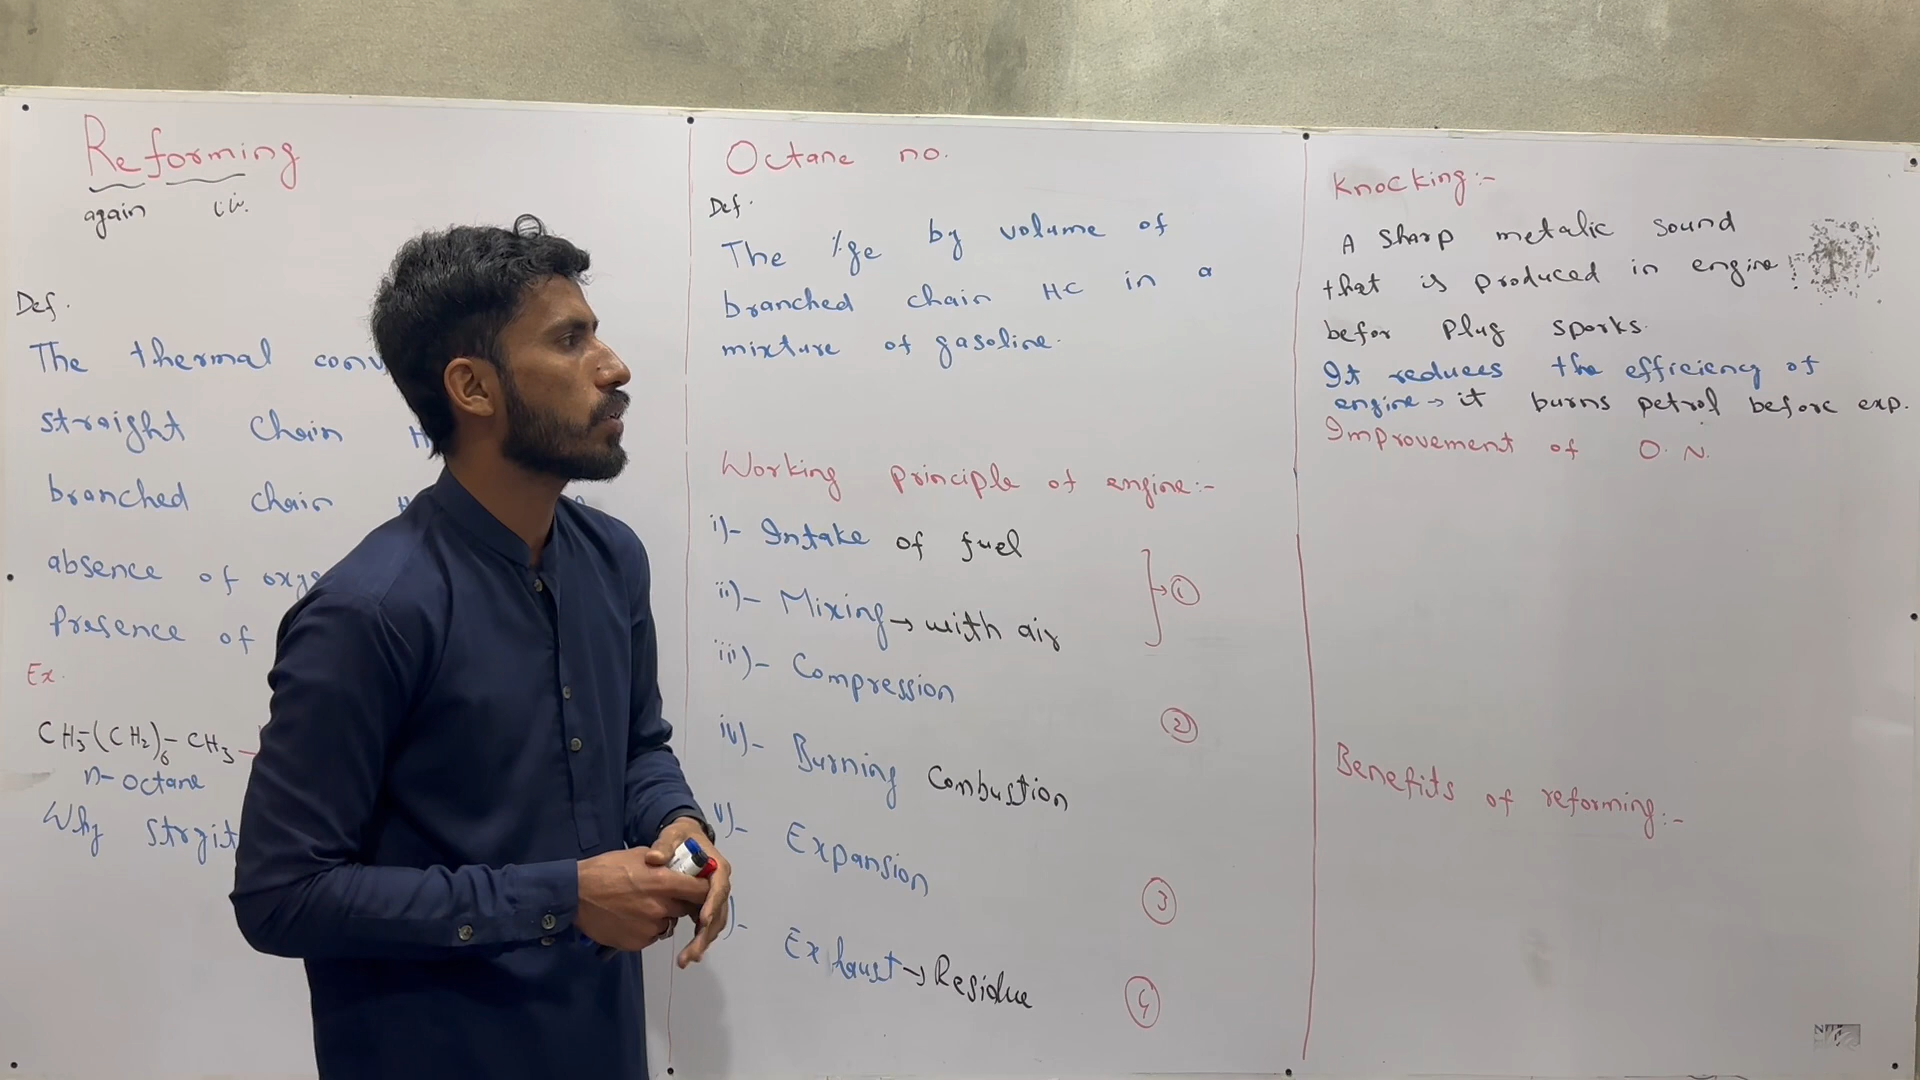 Reforming
again
Def.
The thermal
straight chain
branched chain
absence of
Presence of
Ex.
CH3-(CH2)6-CH3
n-octane
Why
Octane no.
Def.
The %ge by volume of
branched chain HC in a
mixture of gasoline.
Working principle of engine:-
i)- Intake of fuel
ii)- Mixing → with air
①
iii)- Compression
②
iv)- Burning Combustion
v)- Expansion
③
Exhaust → Residue
④
Knocking:-
A sharp metalic sound
that is produced in engine
befor plug sparks.
It reduces the efficiency of
engine → it burns petrol before exp.
Improvement of O.N.
Benefits of reforming:-